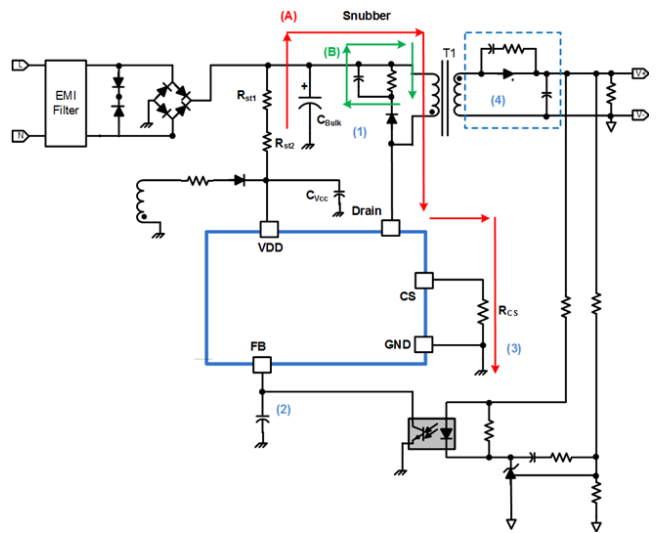 (A)
Snubber
L
(B)
T1
V+
EMI
Filter
Rst1
+
CBulk
(1)
(4)
N
V-
Rst2
CVcc
Drain
VDD
CS
RCS
GND
(3)
FB
(2)